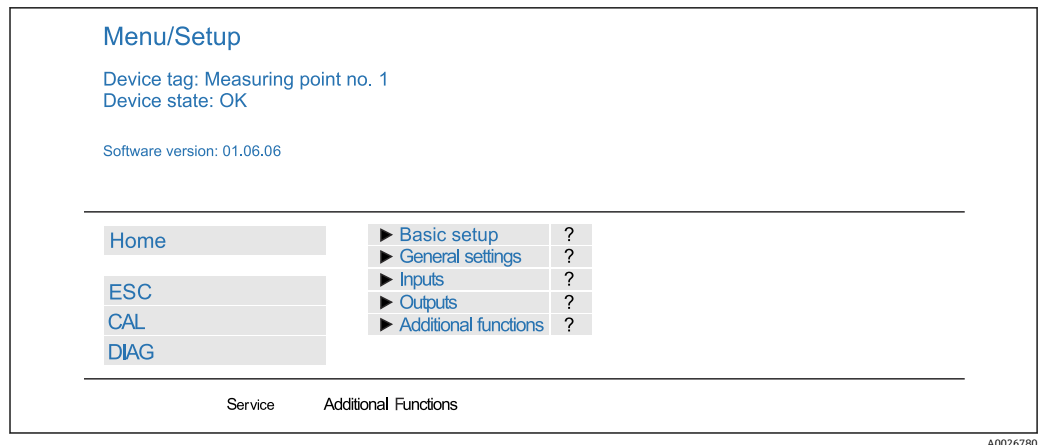 Menu/Setup
Device tag: Measuring point no. 1
Device state: OK
Software version: 01.06.06
Home
ESC
CAL
DIAG
► Basic setup ?
► General settings ?
► Inputs ?
► Outputs ?
► Additional functions ?
Service Additional Functions
A0026780